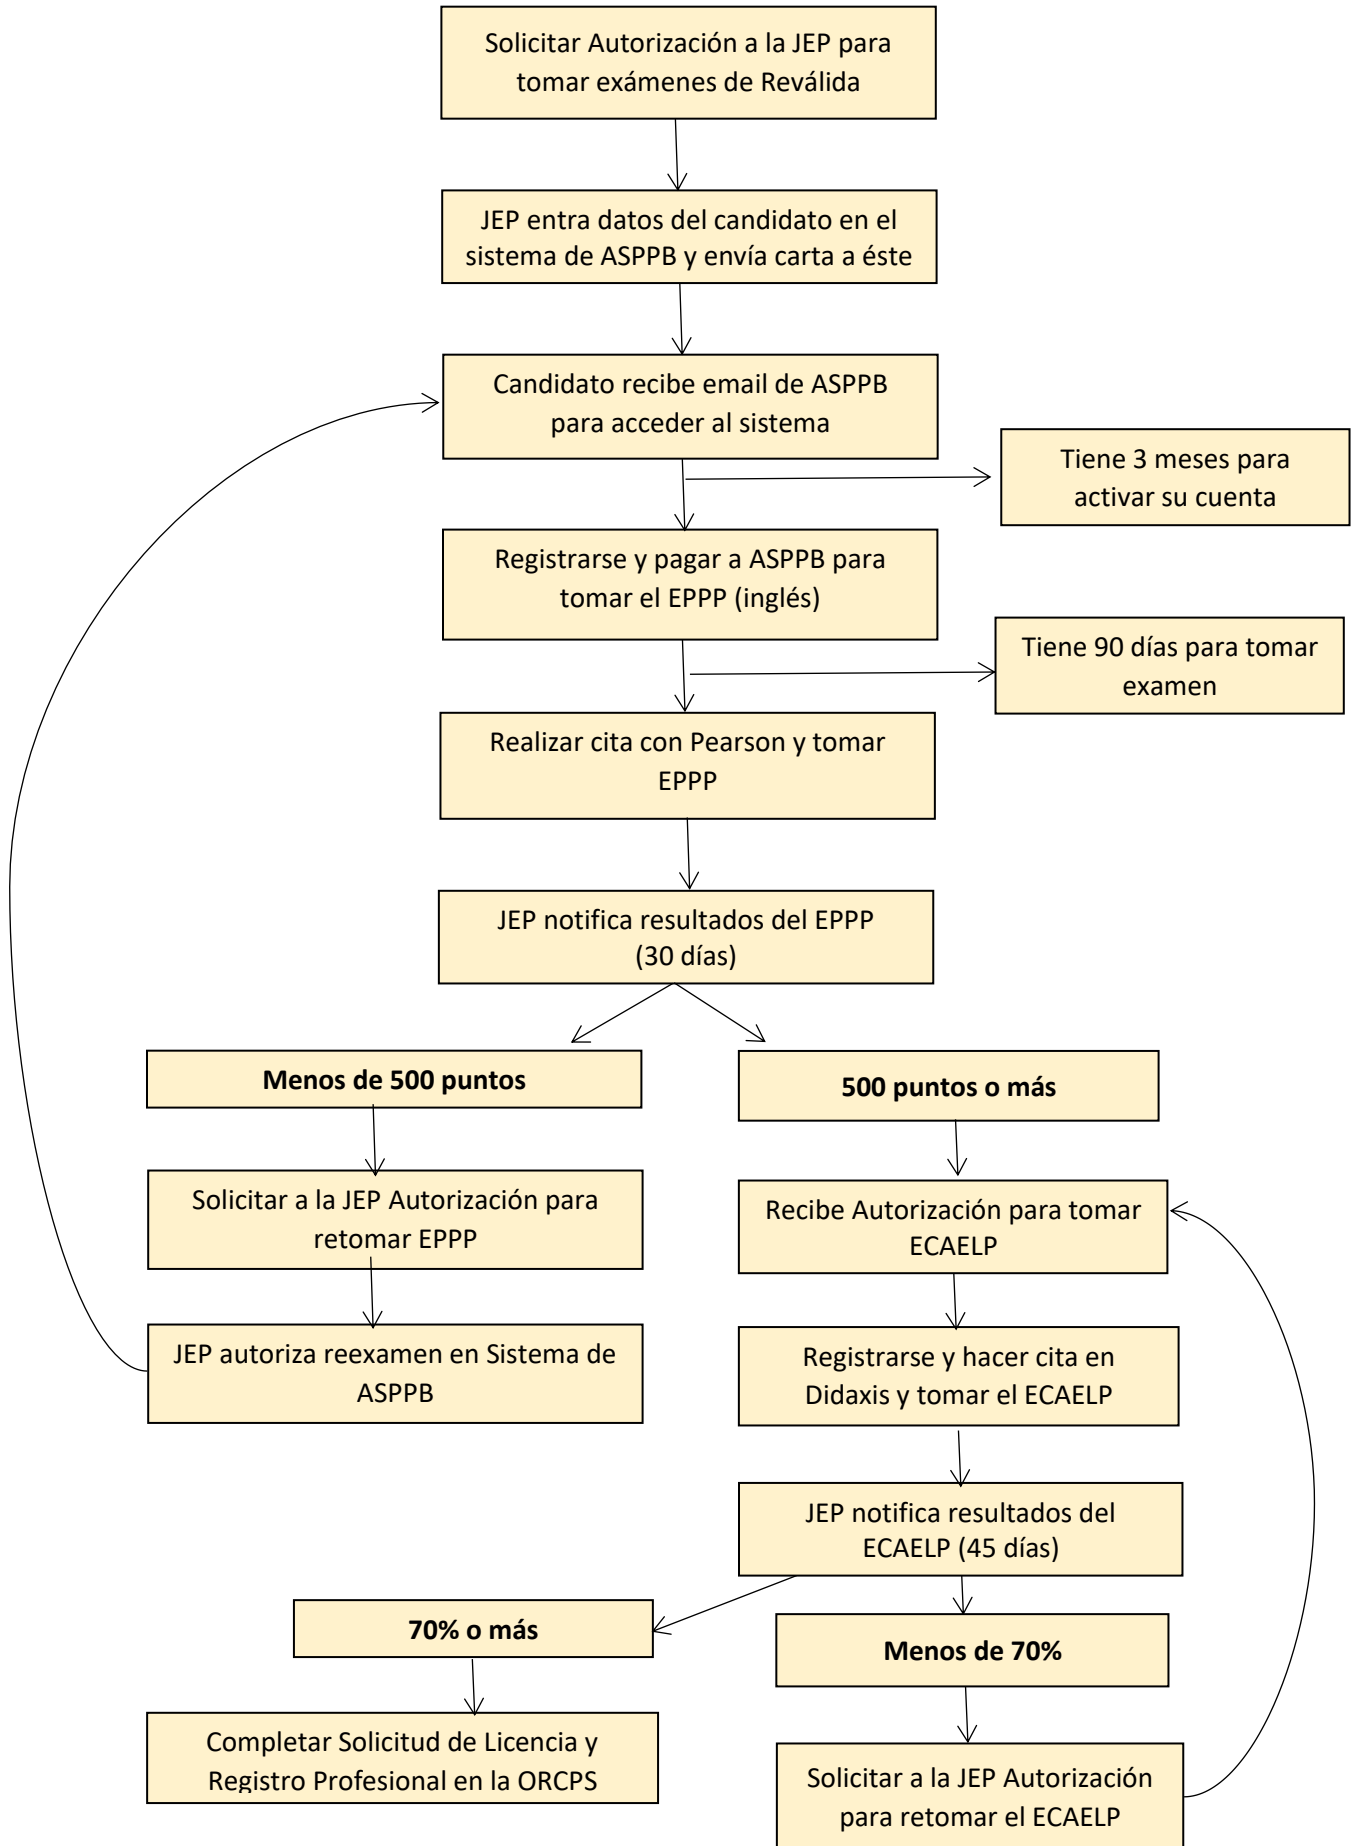 Solicitar Autorización a la JEP para
tomar exámenes de Reválida
JEP entra datos del candidato en el
sistema de ASPPB y envía carta a éste
Candidato recibe email de ASPPB
para acceder al sistema
Tiene 3 meses para
activar su cuenta
Registrarse y pagar a ASPPB para
tomar el EPPP (inglés)
Tiene 90 días para tomar
examen
Realizar cita con Pearson y tomar
EPPP
JEP notifica resultados del EPPP
(30 días)
Menos de 500 puntos
500 puntos o más
Solicitar a la JEP Autorización para
retomar EPPP
Recibe Autorización para tomar
ECAELP
JEP autoriza reexamen en Sistema de
ASPPB
Registrarse y hacer cita en
Didaxis y tomar el ECAELP
JEP notifica resultados del
ECAELP (45 días)
70% o más
Menos de 70%
Completar Solicitud de Licencia y
Registro Profesional en la ORCPS
Solicitar a la JEP Autorización
para retomar el ECAELP